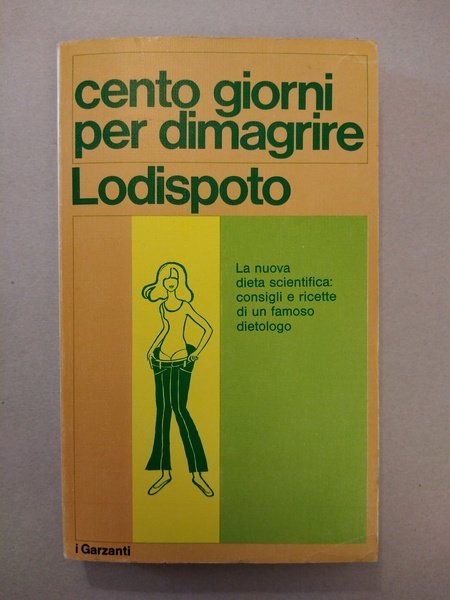 cento giorni
per dimagrire
Lodispoto
La nuova
dieta scientifica:
consigli e ricette
di un famoso
dietologo
i Garzanti